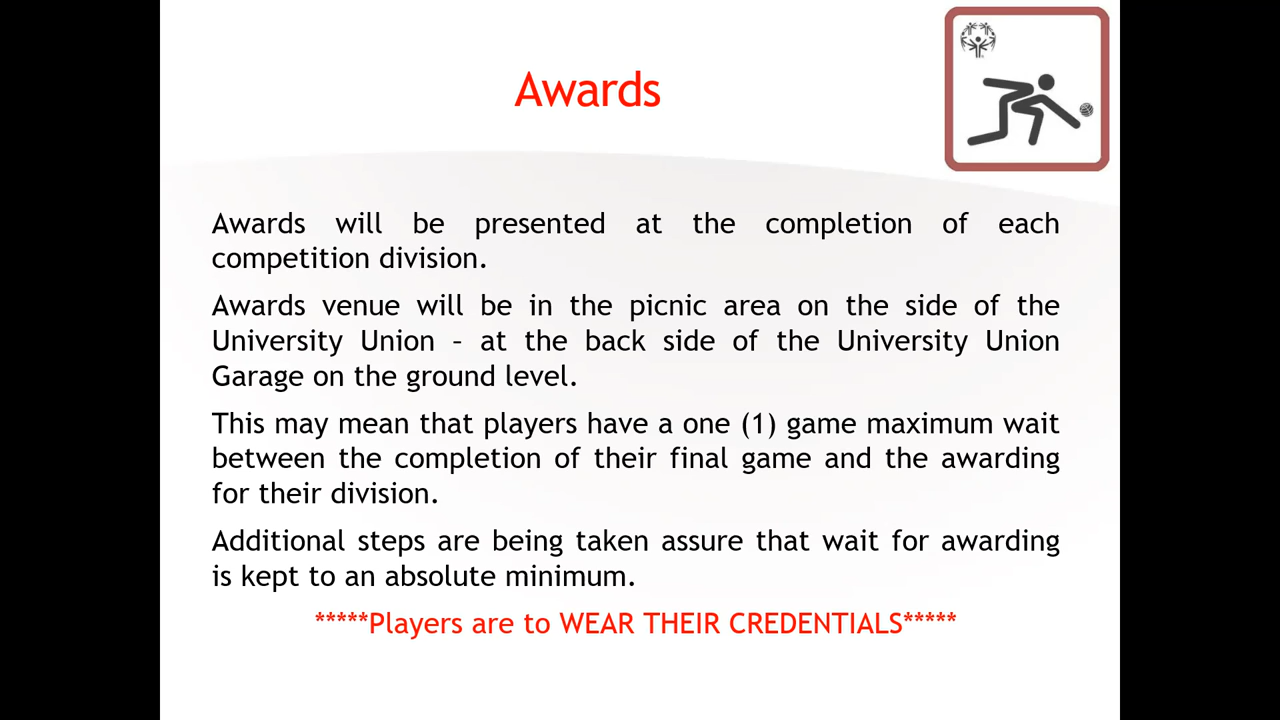 Awards
Awards will be presented at the completion of each
competition division.
Awards venue will be in the picnic area on the side of the
University Union – at the back side of the University Union
Garage on the ground level.
This may mean that players have a one (1) game maximum wait
between the completion of their final game and the awarding
for their division.
Additional steps are being taken assure that wait for awarding
is kept to an absolute minimum.
*****Players are to WEAR THEIR CREDENTIALS*****